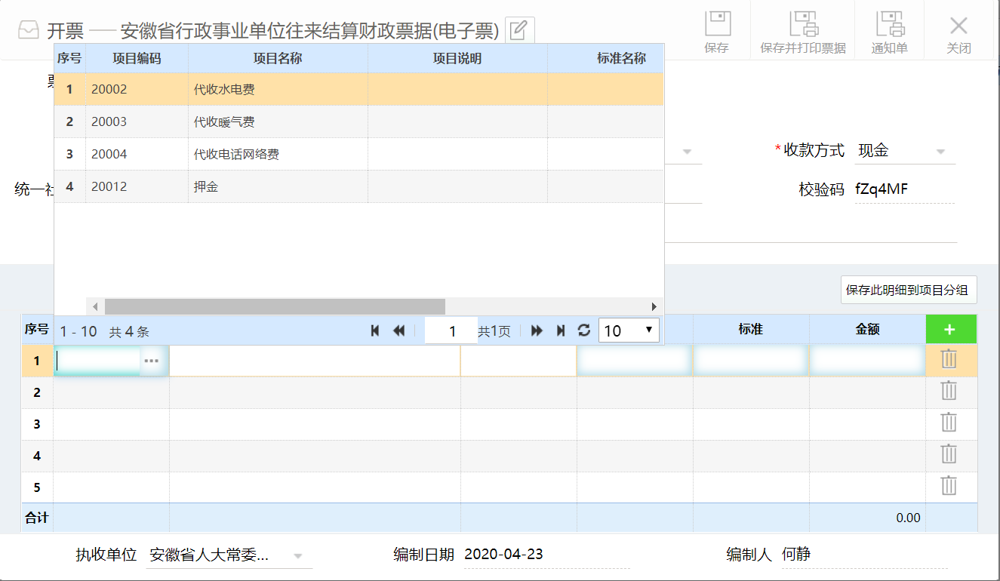 开票 —— 安徽省行政事业单位往来结算财政票据(电子票)
保存 保存并打印票据 通知单 关闭
序号 项目编码 项目名称 项目说明 标准名称
1 20002 代收水电费
2 20003 代收暖气费
3 20004 代收电话网络费
4 20012 押金
*收款方式 现金
统一社
校验码 fZq4MF
保存此明细到项目分组
1 - 10 共 4 条 1 共1页 10
序号 标准 金额 +
1 ...
2
3
4
5
合计 0.00
执收单位 安徽省人大常委... 编制日期 2020-04-23 编制人 何静